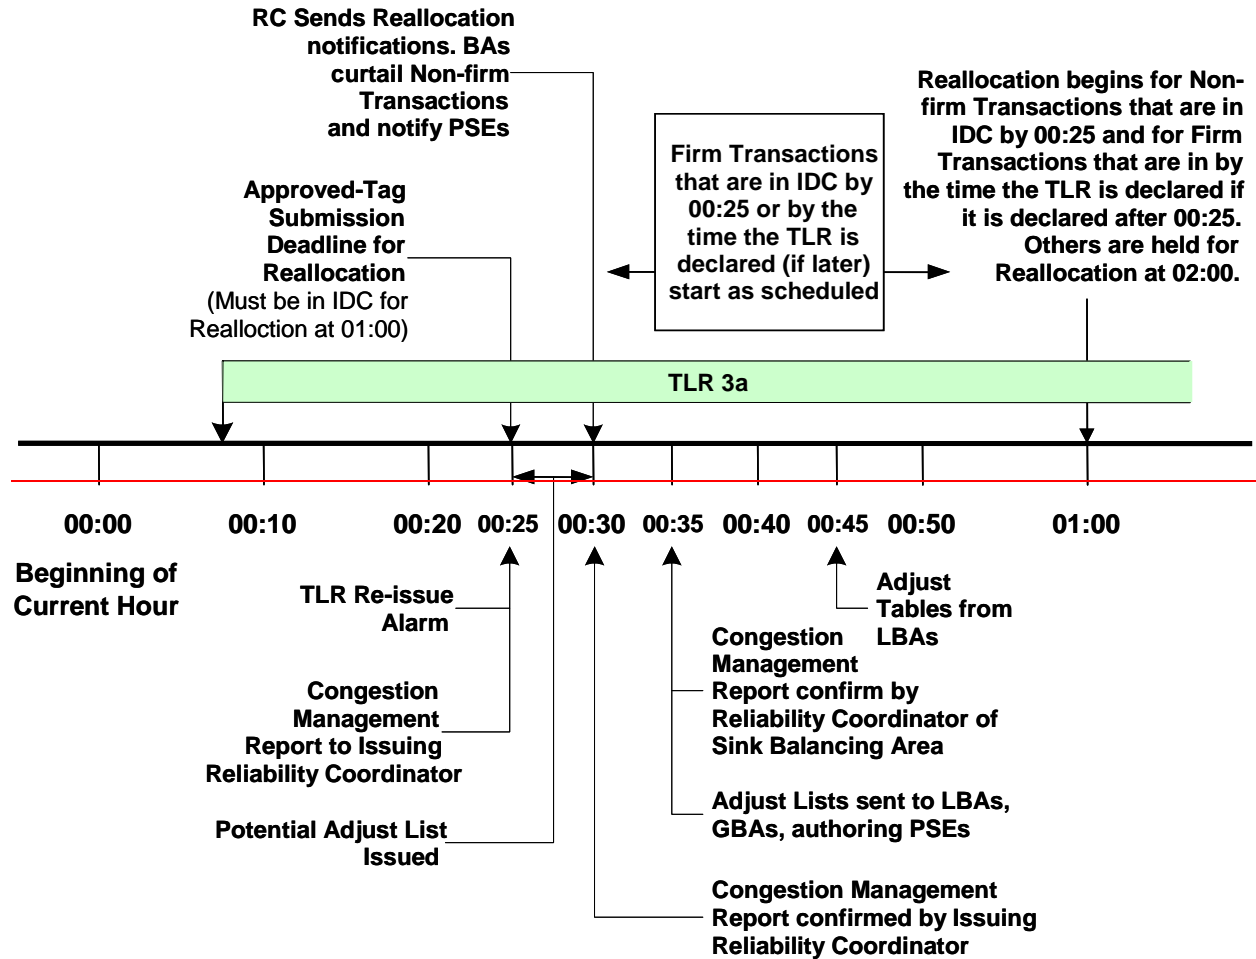 RC Sends Reallocation
notifications. BAs
curtail Non-firm
Transactions
and notify PSEs
Approved-Tag
Submission
Deadline for
Reallocation
(Must be in IDC for
Realloction at 01:00)
Firm Transactions
that are in IDC by
00:25 or by the
time the TLR is
declared (if later)
start as scheduled
Reallocation begins for Non-
firm Transactions that are in
IDC by 00:25 and for Firm
Transactions that are in by
the time the TLR is declared if
it is declared after 00:25.
Others are held for
Reallocation at 02:00.
TLR 3a
00:00
00:10
00:20
00:25
00:30
00:35
00:40
00:45
00:50
01:00
Beginning of
Current Hour
TLR Re-issue
Alarm
Congestion
Management
Report to Issuing
Reliability Coordinator
Potential Adjust List
Issued
Adjust
Tables from
LBAs
Congestion
Management
Report confirm by
Reliability Coordinator of
Sink Balancing Area
Adjust Lists sent to LBAs,
GBAs, authoring PSEs
Congestion Management
Report confirmed by Issuing
Reliability Coordinator